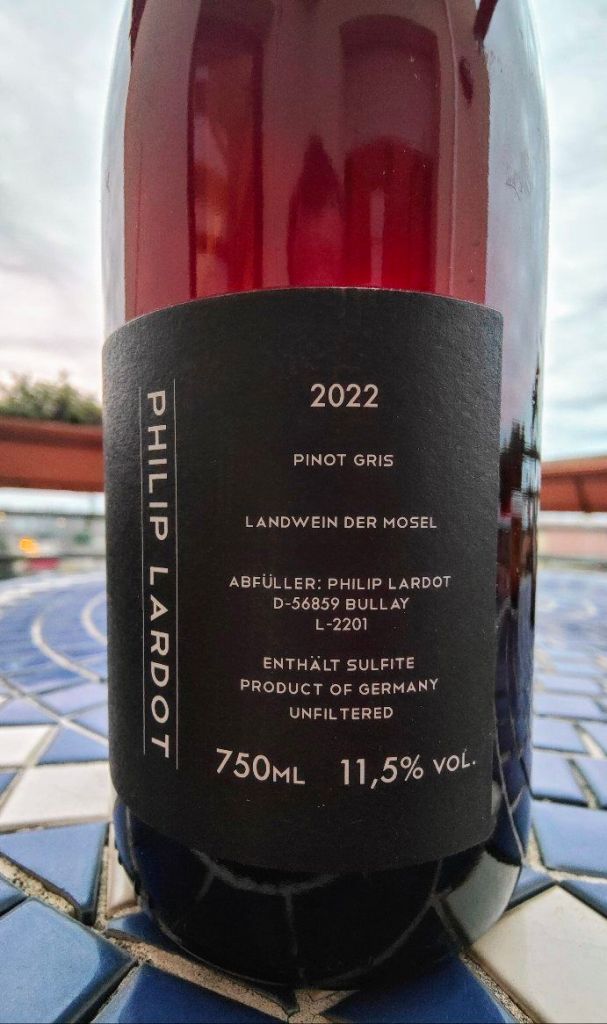 PHILIP LARDOT
2022
PINOT GRIS
LANDWEIN DER MOSEL
ABFÜLLER: PHILIP LARDOT
D-56859 BULLAY
L-2201
ENTHÄLT SULFITE
PRODUCT OF GERMANY
UNFILTERED
750ML 11,5% VOL.